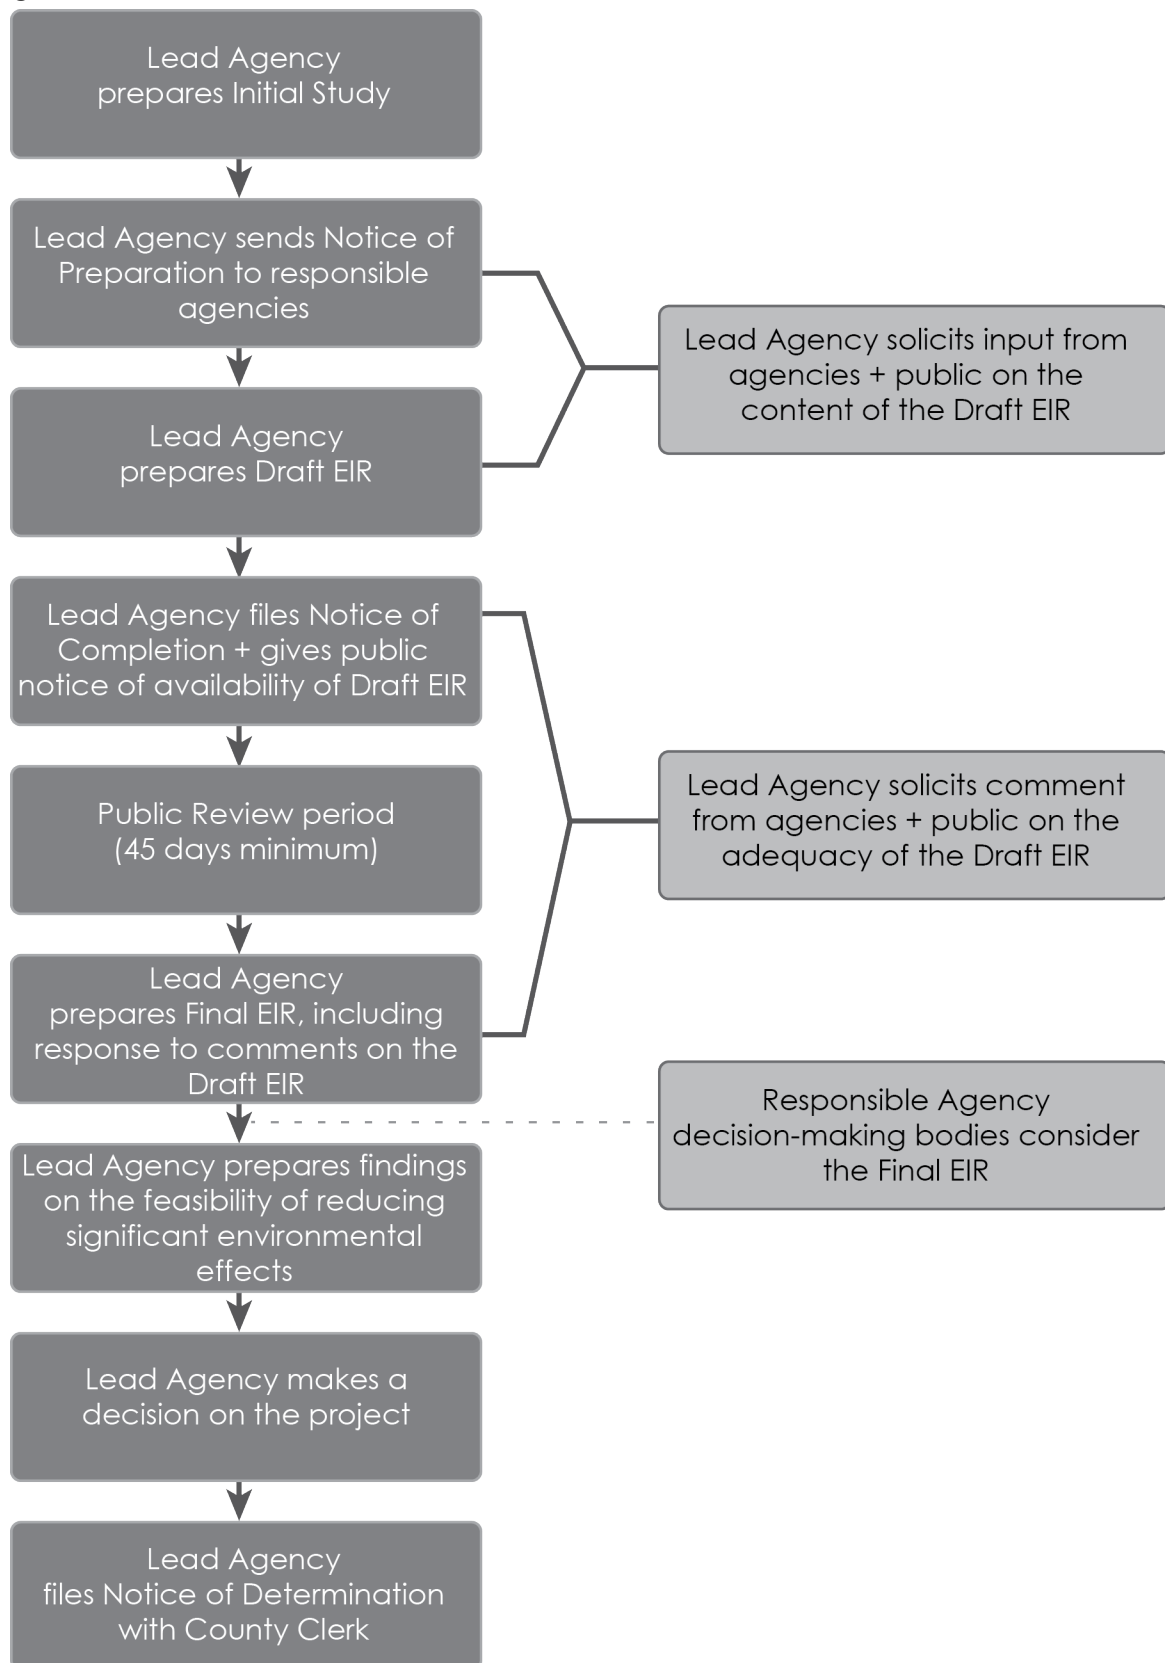 Lead Agency
prepares Initial Study
Lead Agency sends Notice of
Preparation to responsible
agencies
Lead Agency solicits input from
agencies + public on the
content of the Draft EIR
Lead Agency
prepares Draft EIR
Lead Agency files Notice of
Completion + gives public
notice of availability of Draft EIR
Public Review period
(45 days minimum)
Lead Agency solicits comment
from agencies + public on the
adequacy of the Draft EIR
Lead Agency
prepares Final EIR, including
response to comments on the
Draft EIR
Responsible Agency
decision-making bodies consider
the Final EIR
Lead Agency prepares findings
on the feasibility of reducing
significant environmental
effects
Lead Agency makes a
decision on the project
Lead Agency
files Notice of Determination
with County Clerk